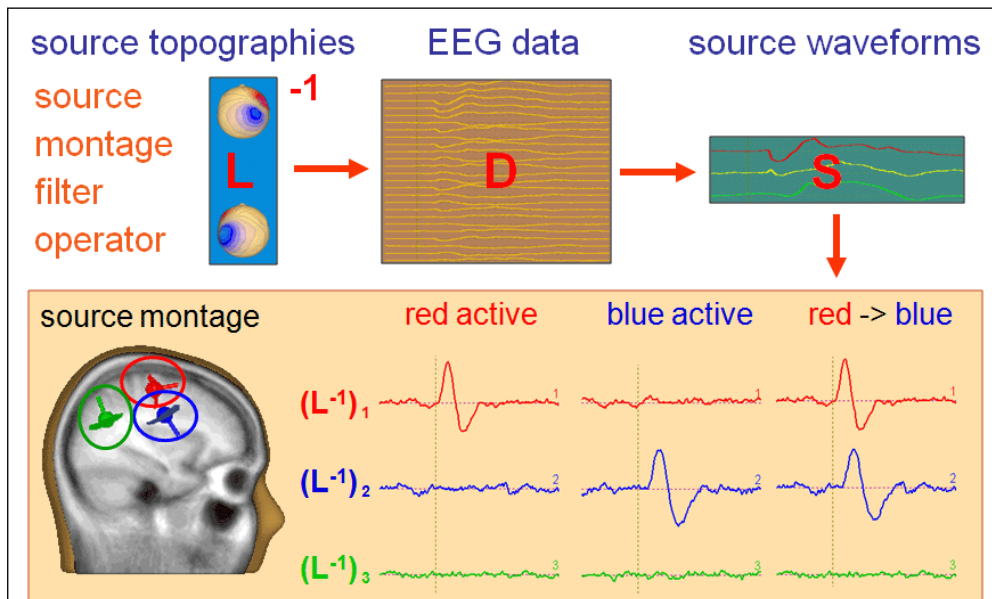 source topographies EEG data source waveforms
source -1
montage
filter L D S
operator
source montage red active blue active red -> blue
(L-1) 1 1 1 1
(L-1) 2 2 2 2
(L-1) 3 3 3 3